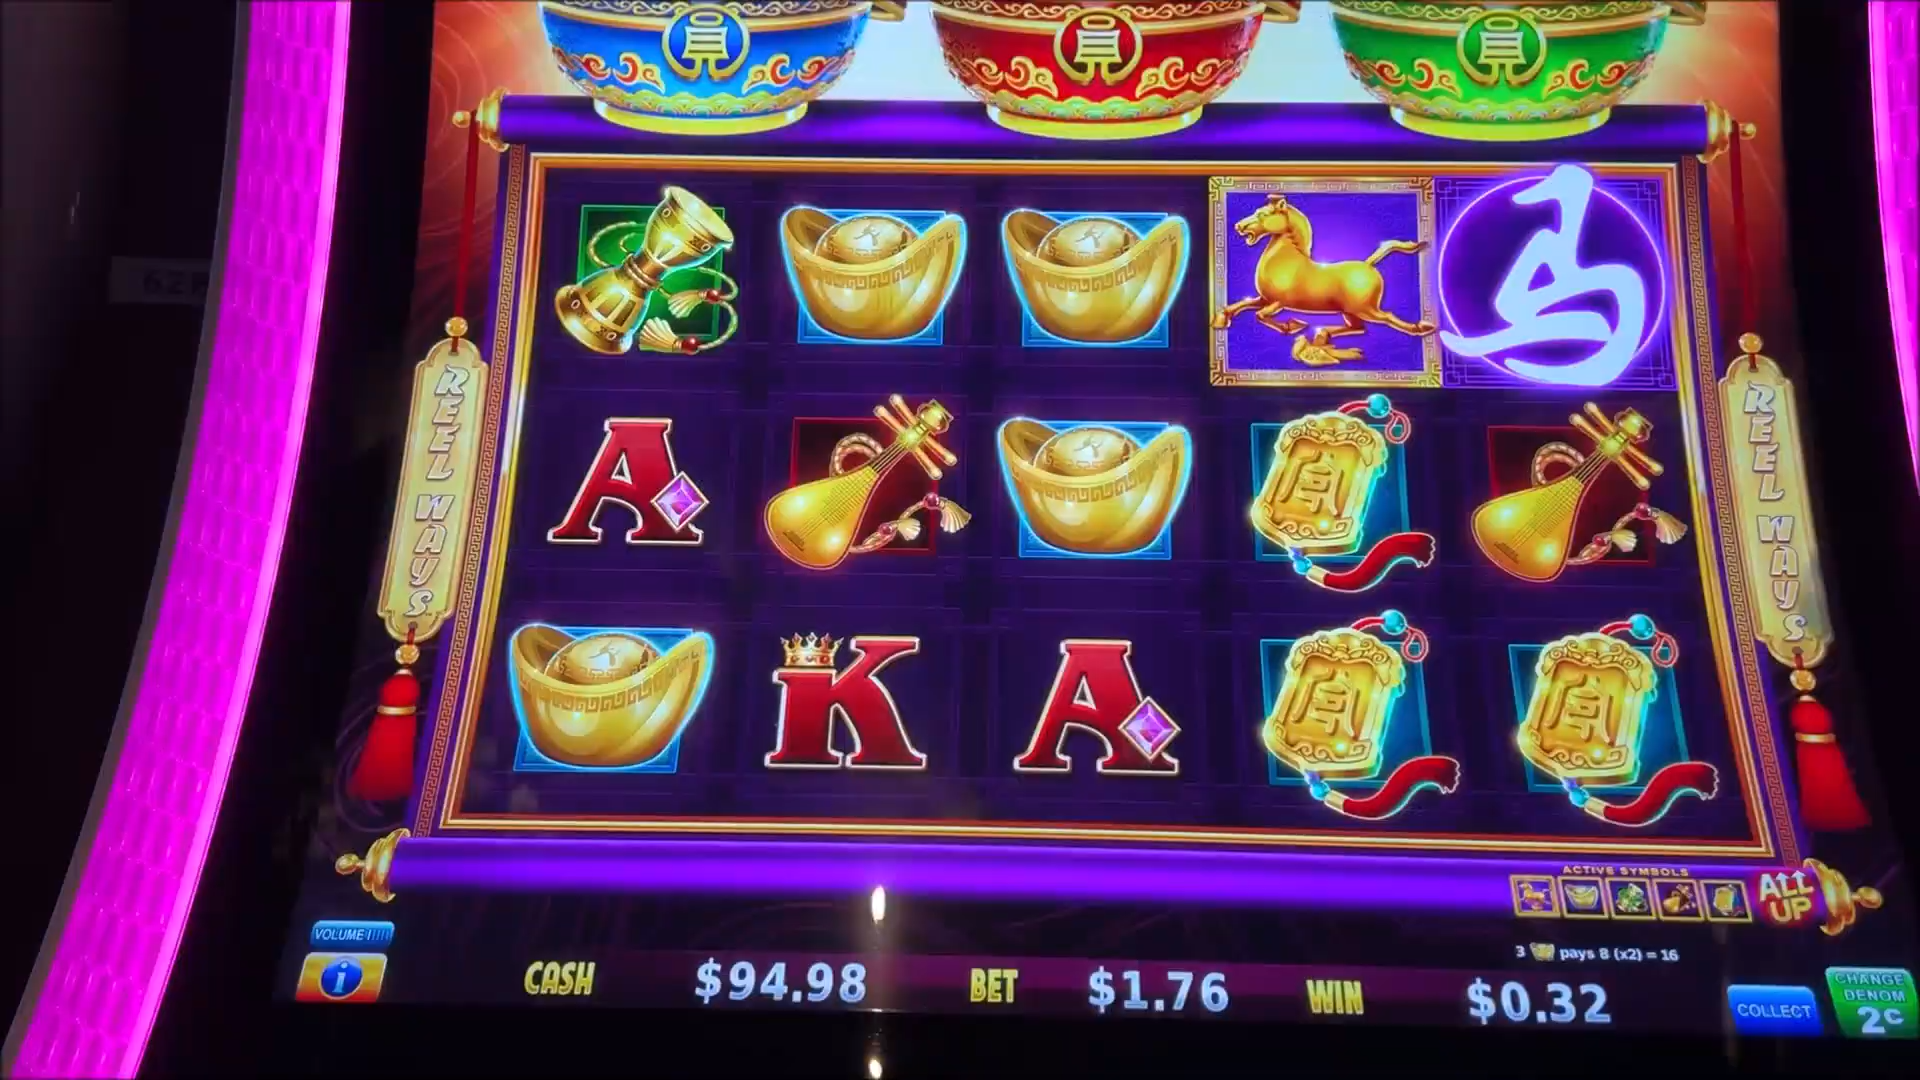 馬
REEL WAYS
REEL WAYS
A
K
A
ACTIVE SYMBOLS
ALL UP
VOLUME
i
3 pays 8 (x2) = 16
CASH $94.98 BET $1.76 WIN $0.32
COLLECT
CHANGE
DENOM
2¢